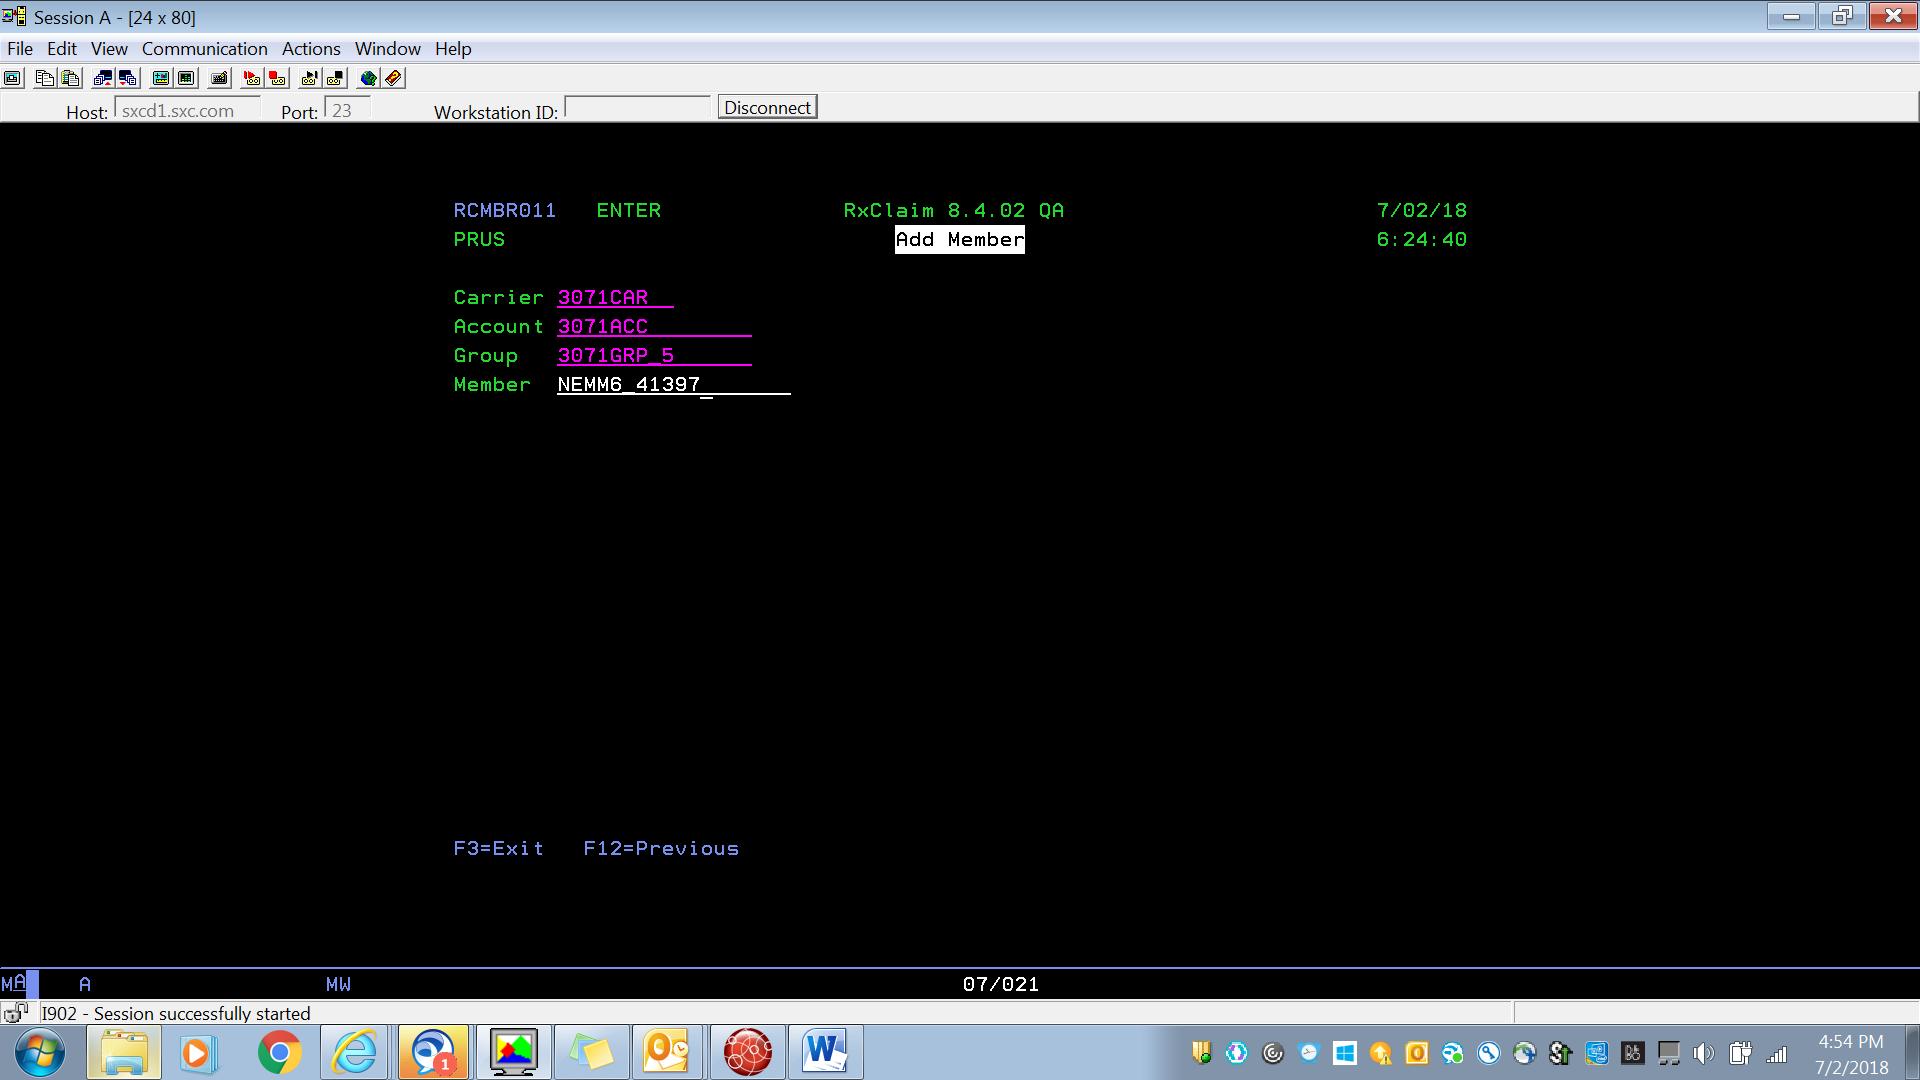 Session A - [24 x 80]
File Edit View Communication Actions Window Help
Host: sxcd1.sxc.com Port: 23 Workstation ID: Disconnect
RCMBR011 ENTER RxClaim 8.4.02 QA 7/02/18
PRUS Add Member 6:24:40
Carrier 3071CAR
Account 3071ACC
Group 3071GRP_5
Member NEMM6_41397
F3=Exit F12=Previous
MA A MW 07/021
I902 - Session successfully started
4:54 PM
7/2/2018